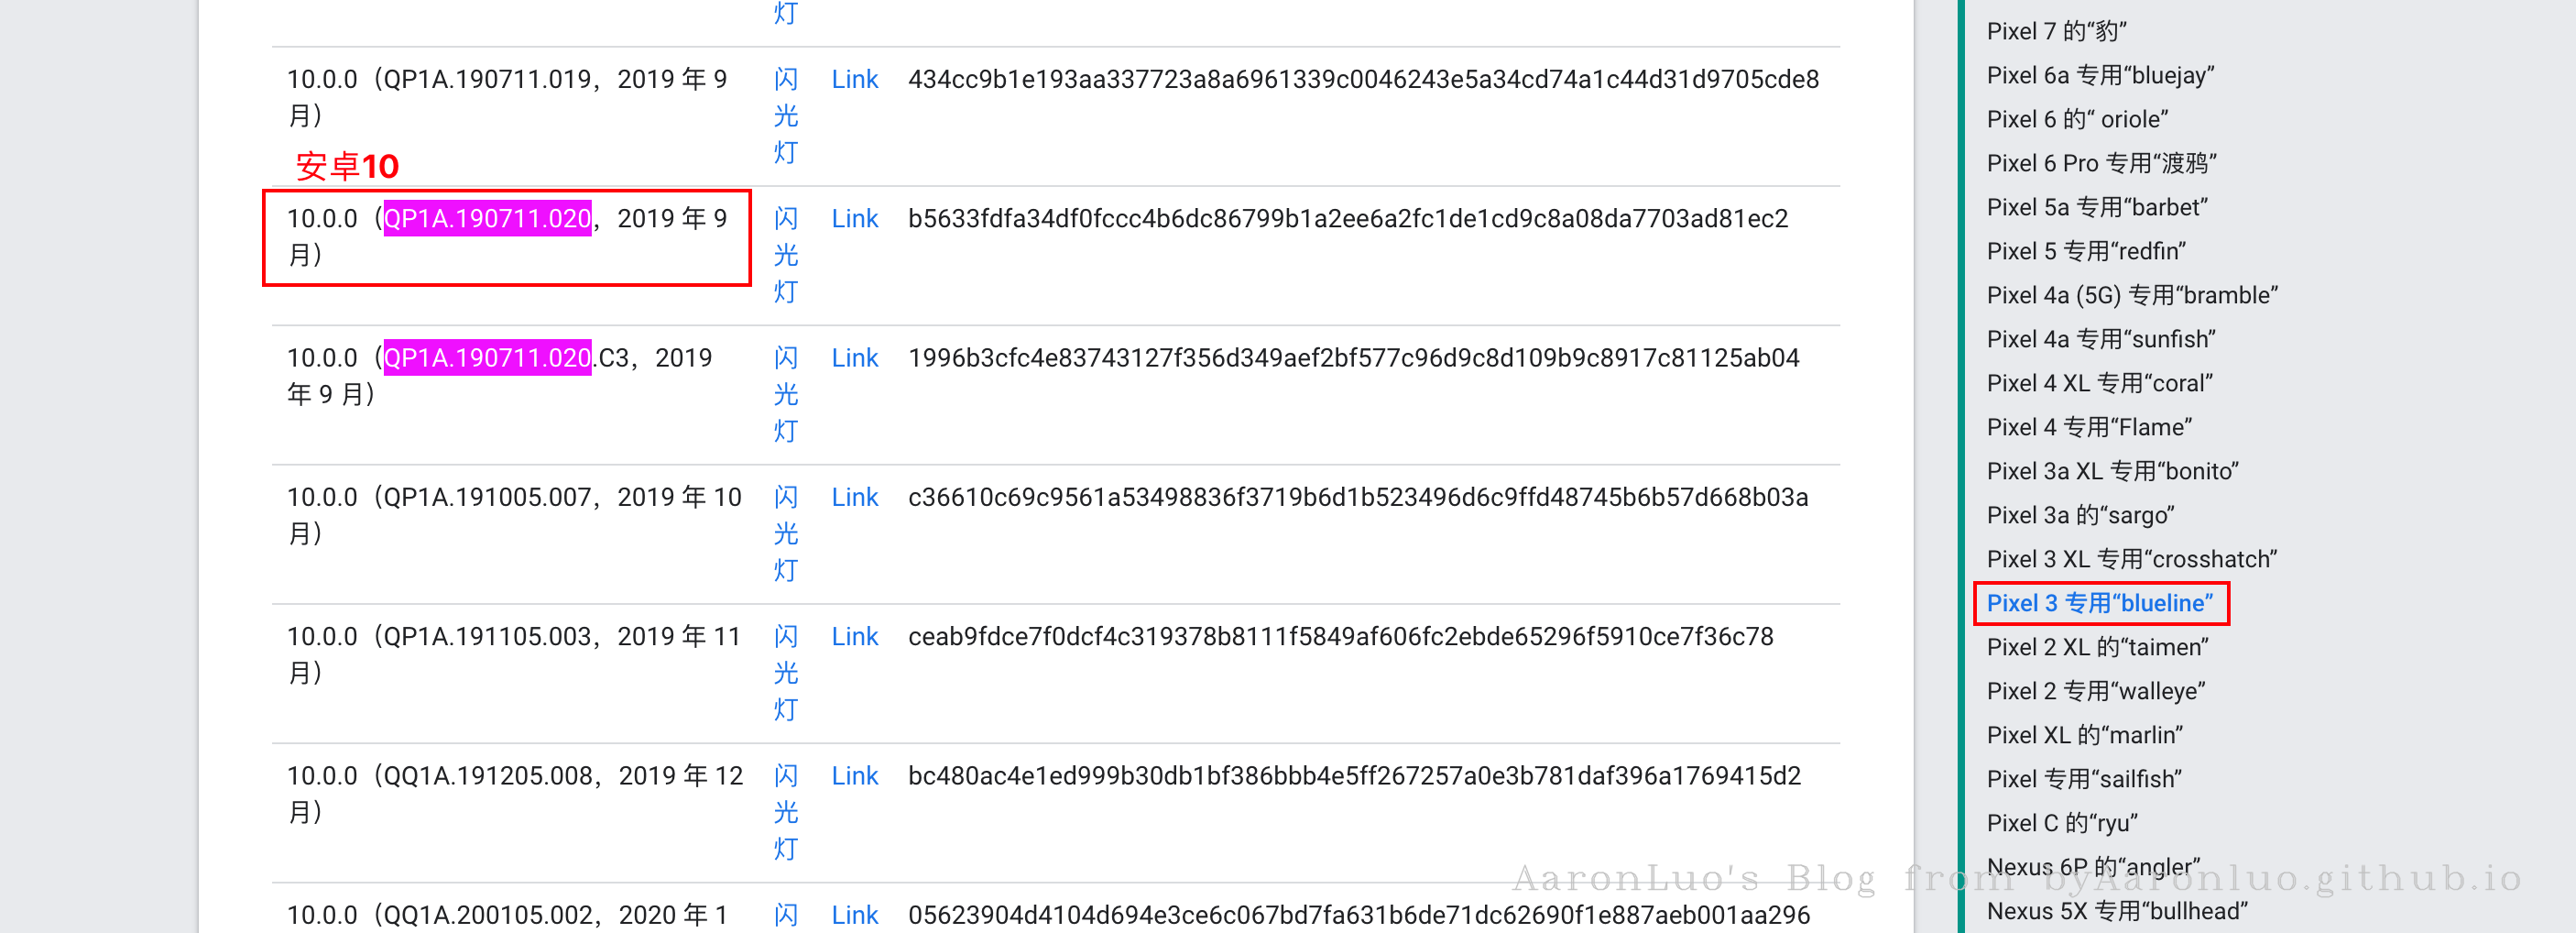 灯
10.0.0（QP1A.190711.019，2019 年 9 月） 闪光灯 Link 434cc9b1e193aa337723a8a6961339c0046243e5a34cd74a1c44d31d9705cde8
安卓10
10.0.0（QP1A.190711.020，2019 年 9 月） 闪光灯 Link b5633fdfa34df0fccc4b6dc86799b1a2ee6a2fc1de1cd9c8a08da7703ad81ec2
10.0.0（QP1A.190711.020.C3，2019 年 9 月） 闪光灯 Link 1996b3cfc4e83743127f356d349aef2bf577c96d9c8d109b9c8917c81125ab04
10.0.0（QP1A.191005.007，2019 年 10 月） 闪光灯 Link c36610c69c9561a53498836f3719b6d1b523496d6c9ffd48745b6b57d668b03a
10.0.0（QP1A.191105.003，2019 年 11 月） 闪光灯 Link ceab9fdce7f0dcf4c319378b8111f5849af606fc2ebde65296f5910ce7f36c78
10.0.0（QQ1A.191205.008，2019 年 12 月） 闪光灯 Link bc480ac4e1ed999b30db1bf386bbb4e5ff267257a0e3b781daf396a1769415d2
10.0.0（QQ1A.200105.002，2020 年 1 闪 Link 05623904d4104d694e3ce6c067bd7fa631b6de71dc62690f1e887aeb001aa296
Pixel 7 的“豹”
Pixel 6a 专用“bluejay”
Pixel 6 的“ oriole”
Pixel 6 Pro 专用“渡鸦”
Pixel 5a 专用“barbet”
Pixel 5 专用“redfin”
Pixel 4a (5G) 专用“bramble”
Pixel 4a 专用“sunfish”
Pixel 4 XL 专用“coral”
Pixel 4 专用“Flame”
Pixel 3a XL 专用“bonito”
Pixel 3a 的“sargo”
Pixel 3 XL 专用“crosshatch”
Pixel 3 专用“blueline”
Pixel 2 XL 的“taimen”
Pixel 2 专用“walleye”
Pixel XL 的“marlin”
Pixel 专用“sailfish”
Pixel C 的“ryu”
Nexus 6P 的“angler”
Nexus 5X 专用“bullhead”
AaronLuo's Blog from byAaronluo.github.io